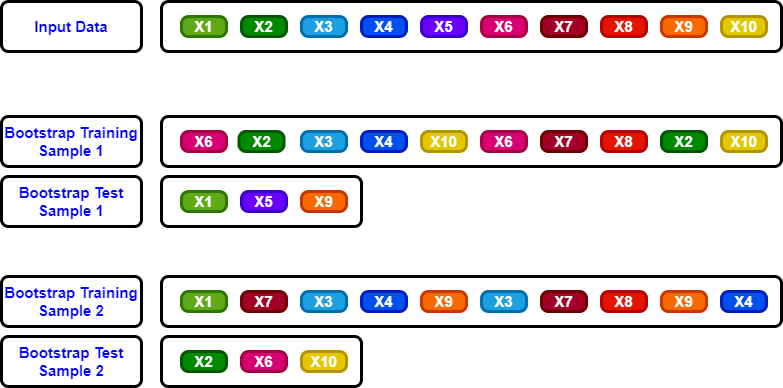 Input Data
X1 X2 X3 X4 X5 X6 X7 X8 X9 X10
Bootstrap Training
Sample 1
X6 X2 X3 X4 X10 X6 X7 X8 X2 X10
Bootstrap Test
Sample 1
X1 X5 X9
Bootstrap Training
Sample 2
X1 X7 X3 X4 X9 X3 X7 X8 X9 X4
Bootstrap Test
Sample 2
X2 X6 X10